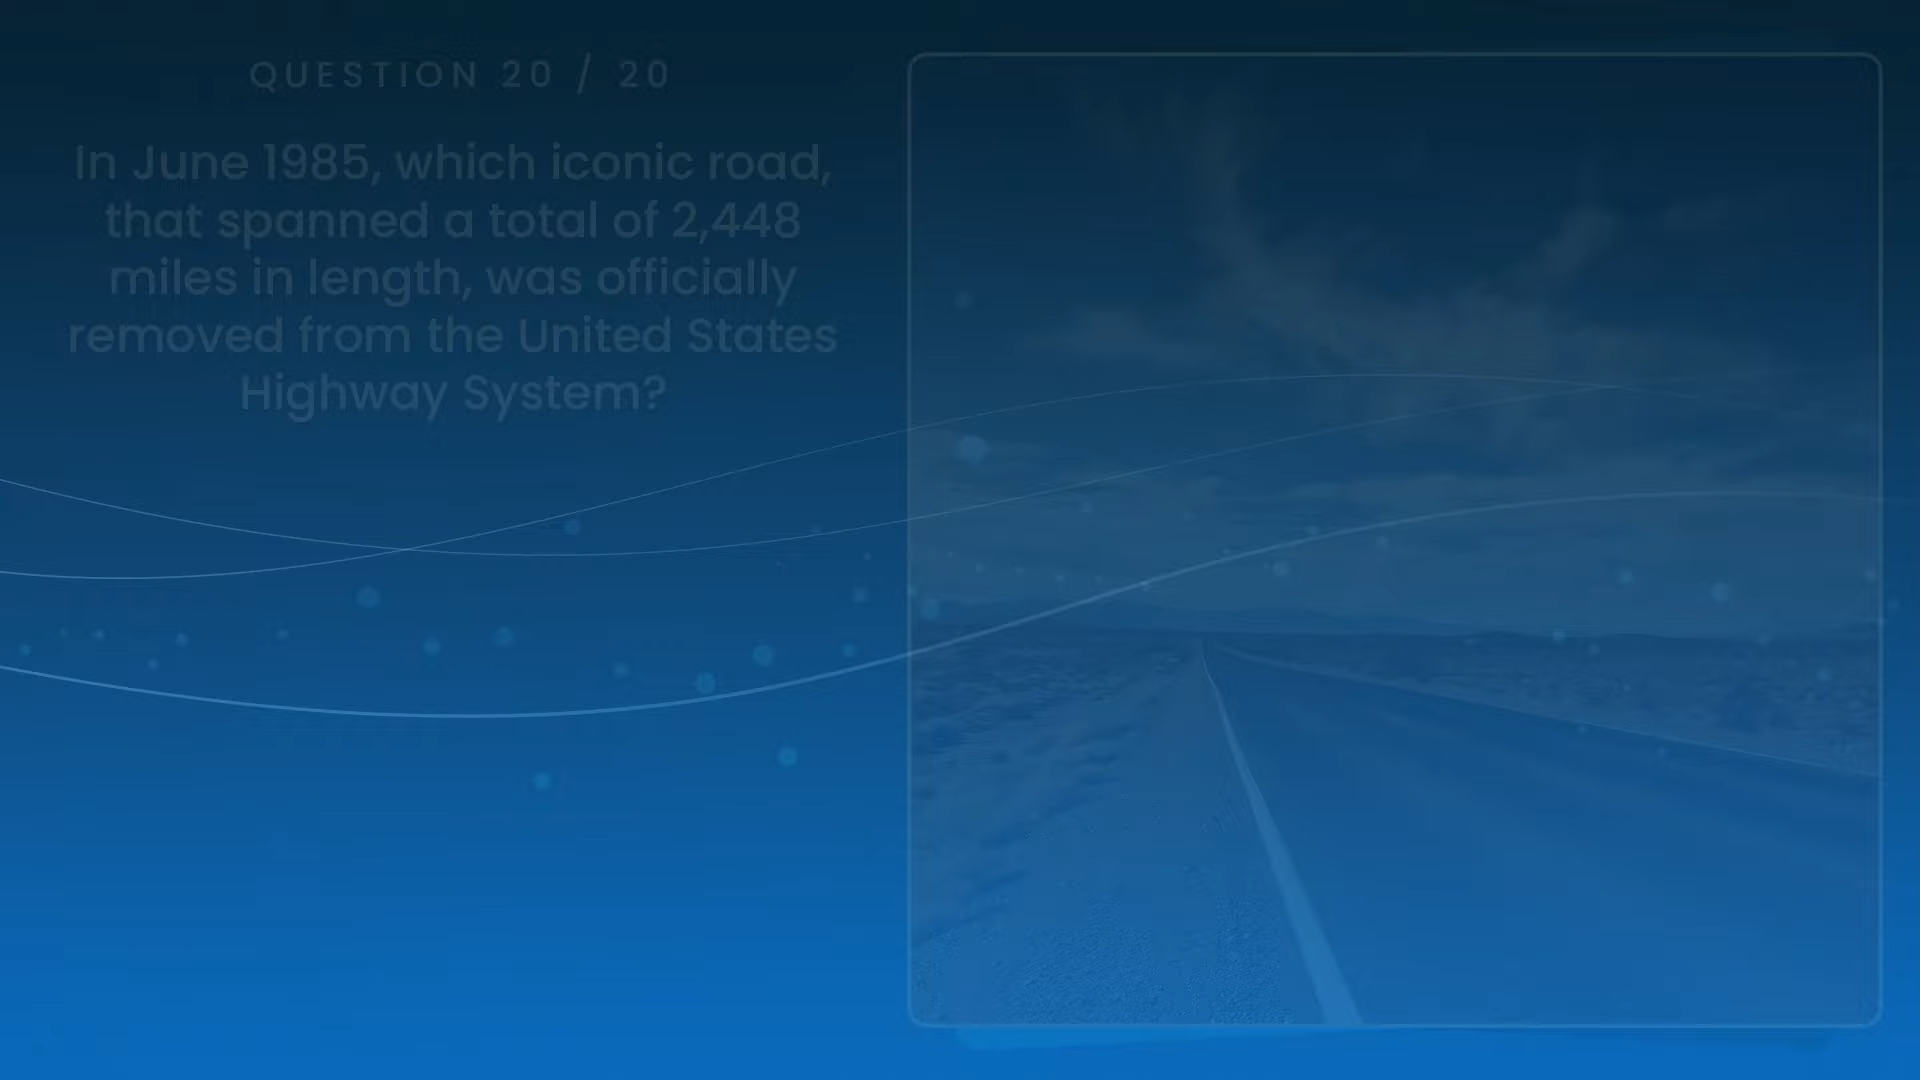 QUESTION 20 / 20
In June 1985, which iconic road,
that spanned a total of 2,448
miles in length, was officially
removed from the United States
Highway System?